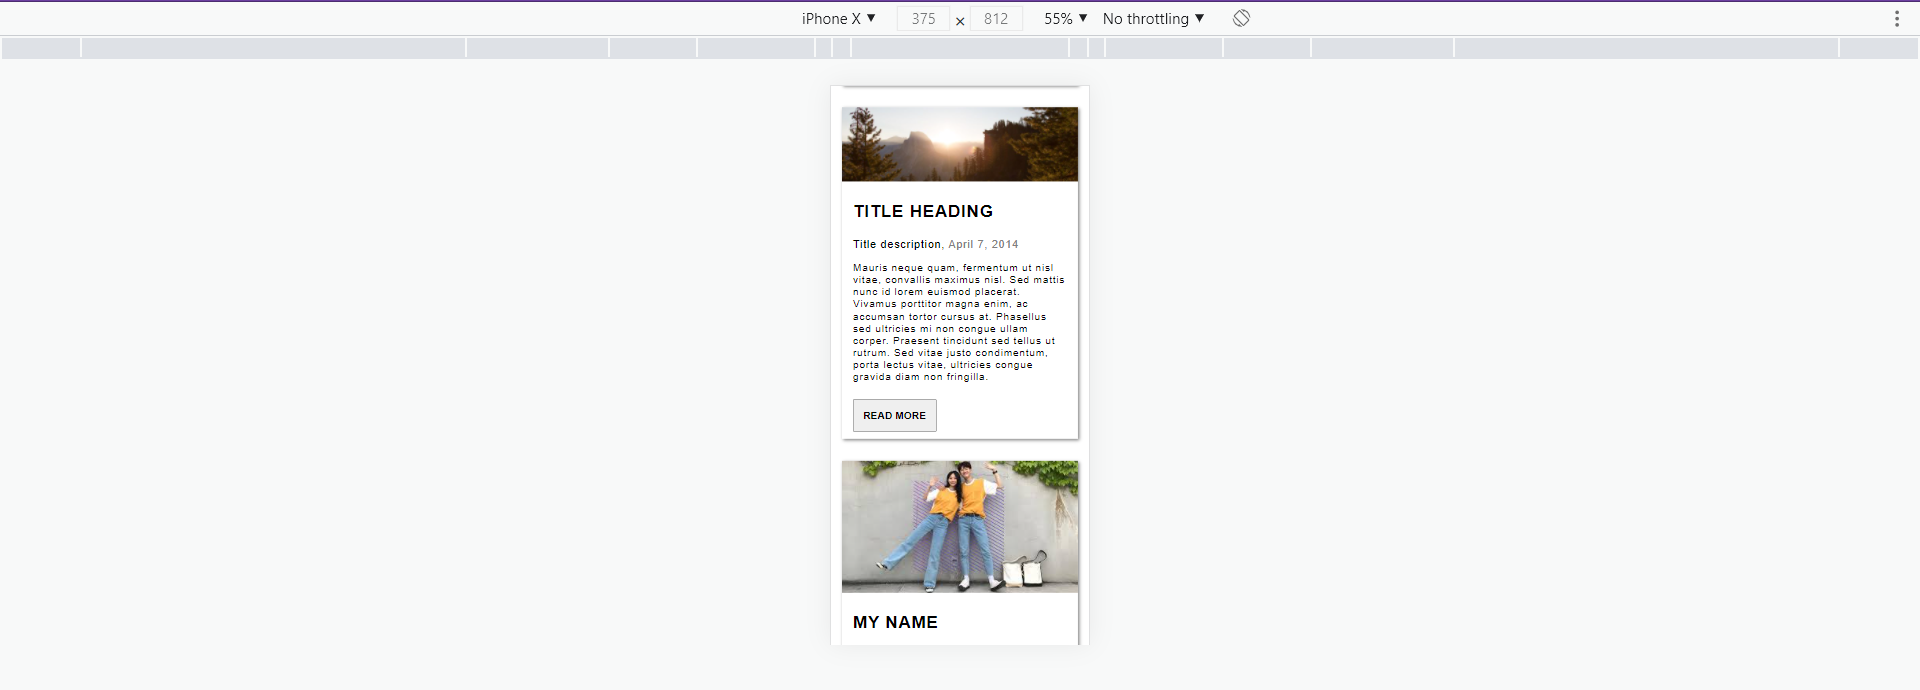 iPhone X ▼ 375 × 812 55% ▼ No throttling ▼
TITLE HEADING
Title description, April 7, 2014
Mauris neque quam, fermentum ut nisl
vitae, convallis maximus nisl. Sed mattis
nunc id lorem euismod placerat.
Vivamus porttitor magna enim, ac
accumsan tortor cursus at. Phasellus
sed ultricies mi non congue ullam
corper. Praesent tincidunt sed tellus ut
rutrum. Sed vitae justo condimentum,
porta lectus vitae, ultricies congue
gravida diam non fringilla.
READ MORE
MY NAME